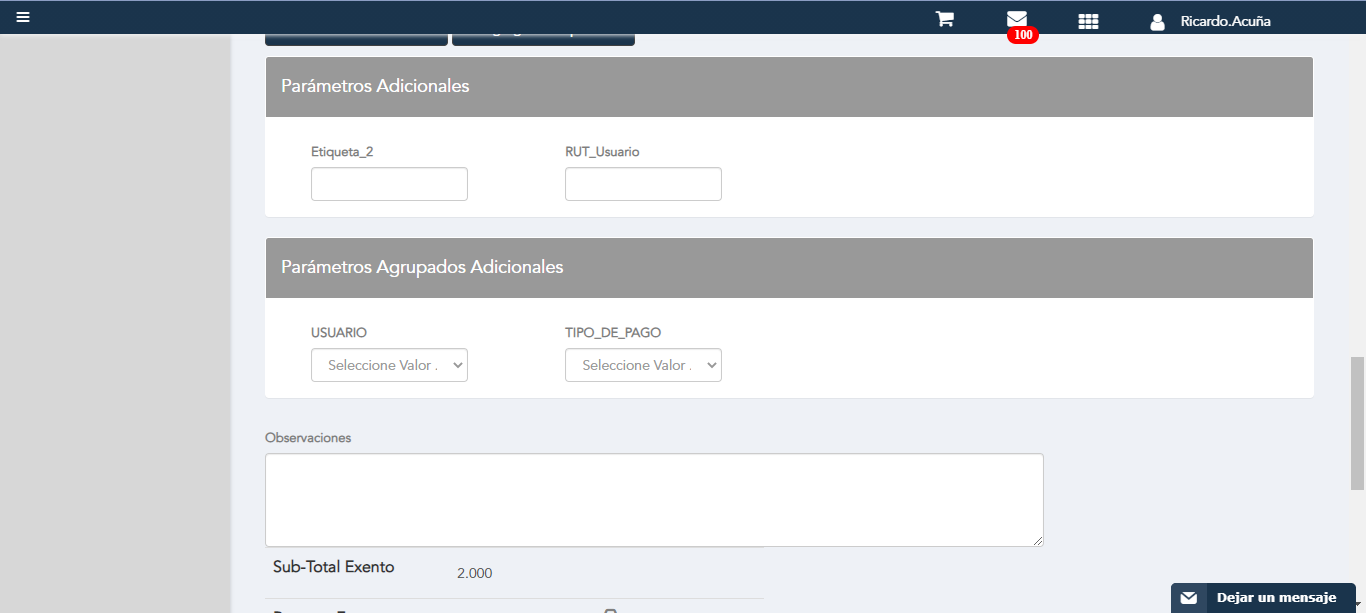 100
Ricardo.Acuña
Parámetros Adicionales
Etiqueta_2 RUT_Usuario
Parámetros Agrupados Adicionales
USUARIO TIPO_DE_PAGO
Seleccione Valor . Seleccione Valor .
Observaciones
Sub-Total Exento 2.000
Dejar un mensaje